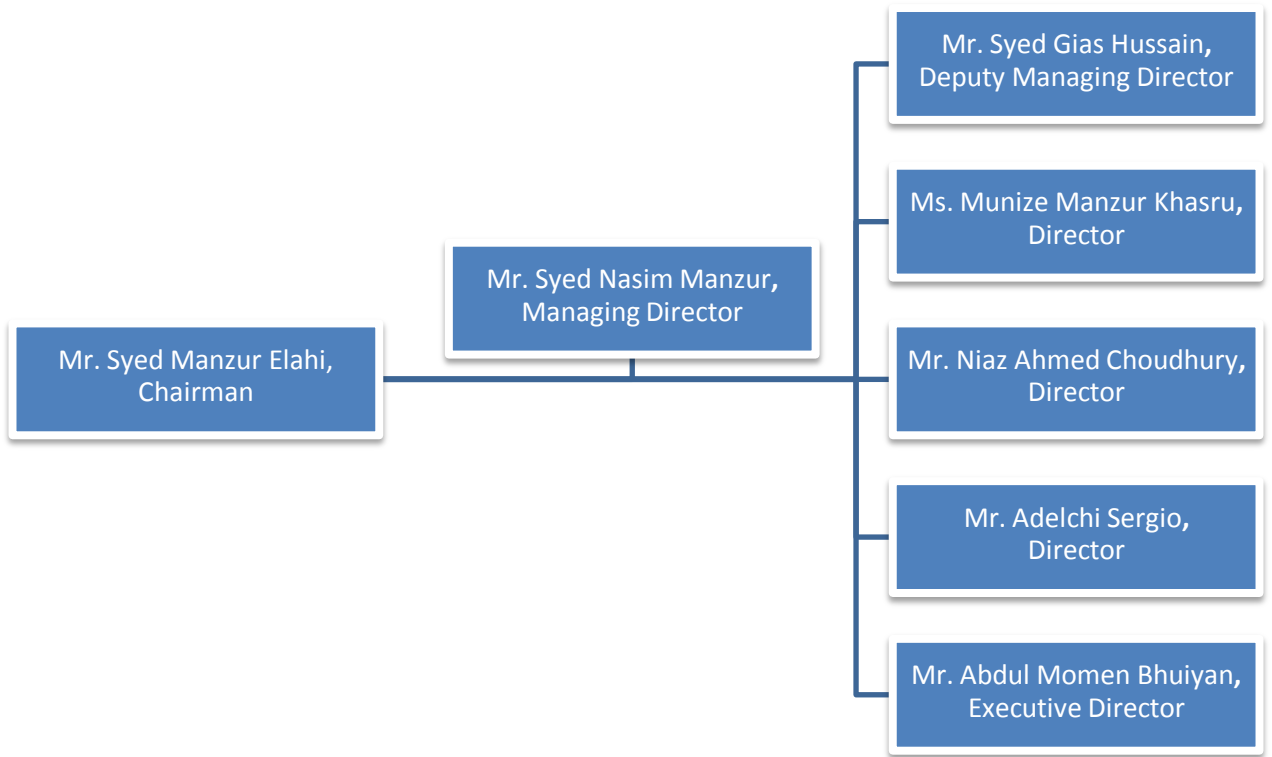 Mr. Syed Manzur Elahi,
Chairman
Mr. Syed Nasim Manzur,
Managing Director
Mr. Syed Gias Hussain,
Deputy Managing Director
Ms. Munize Manzur Khasru,
Director
Mr. Niaz Ahmed Choudhury,
Director
Mr. Adelchi Sergio,
Director
Mr. Abdul Momen Bhuiyan,
Executive Director